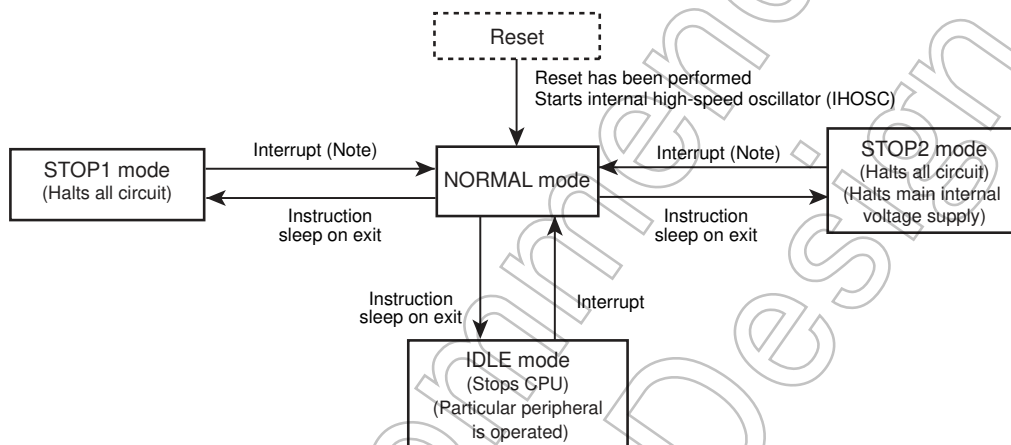 Reset
Reset has been performed
Starts internal high-speed oscillator (IHOSC)
STOP1 mode
(Halts all circuit)
Interrupt (Note)
Instruction
sleep on exit
NORMAL mode
Interrupt (Note)
Instruction
sleep on exit
STOP2 mode
(Halts all circuit)
(Halts main internal
voltage supply)
Instruction
sleep on exit
Interrupt
IDLE mode
(Stops CPU)
(Particular peripheral
is operated)
Design